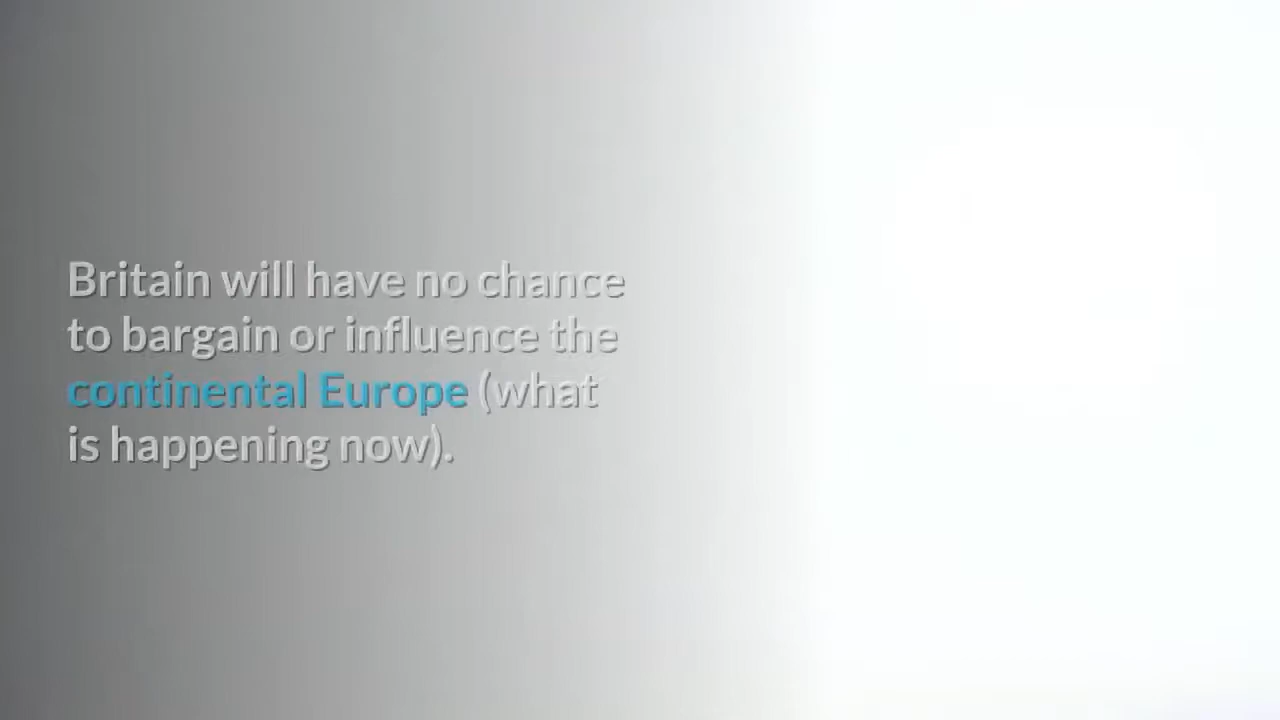 Britain will have no chance
to bargain or influence the
continental Europe (what
is happening now).